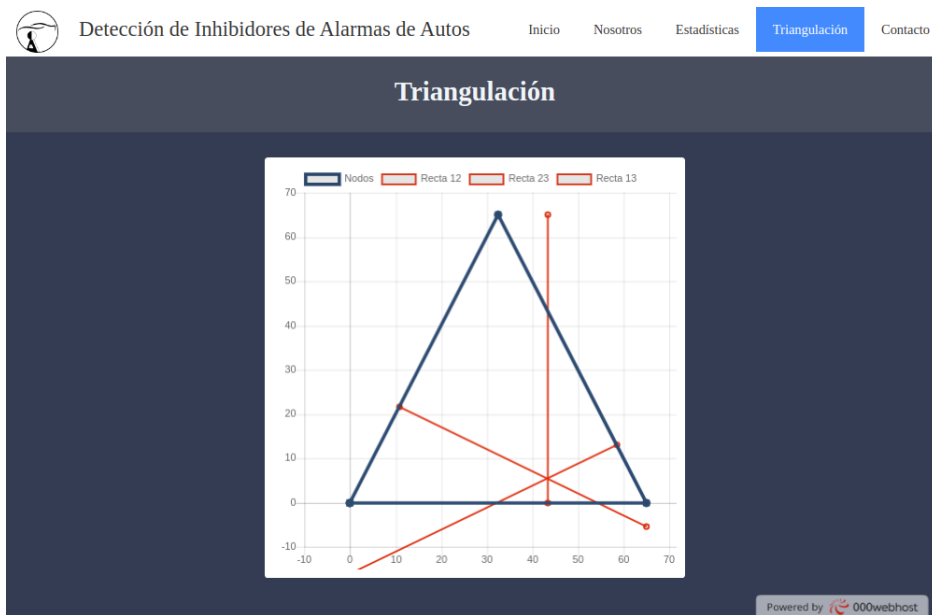 Detección de Inhibidores de Alarmas de Autos Inicio Nosotros Estadísticas Triangulación Contacto
Triangulación
Nodos Recta 12 Recta 23 Recta 13
70
60
50
40
30
20
10
0
-10
-10 0 10 20 30 40 50 60 70
Powered by 000webhost